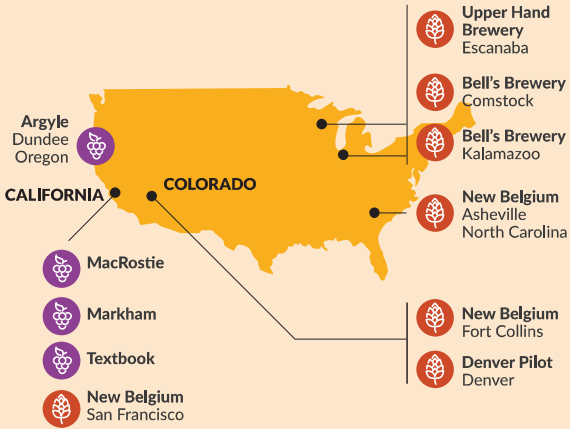 Upper Hand
Brewery
Escanaba
Bell's Brewery
Comstock
Bell's Brewery
Kalamazoo
Argyle
Dundee
Oregon
CALIFORNIA
COLORADO
New Belgium
Asheville
North Carolina
MacRostie
Markham
Textbook
New Belgium
San Francisco
New Belgium
Fort Collins
Denver Pilot
Denver